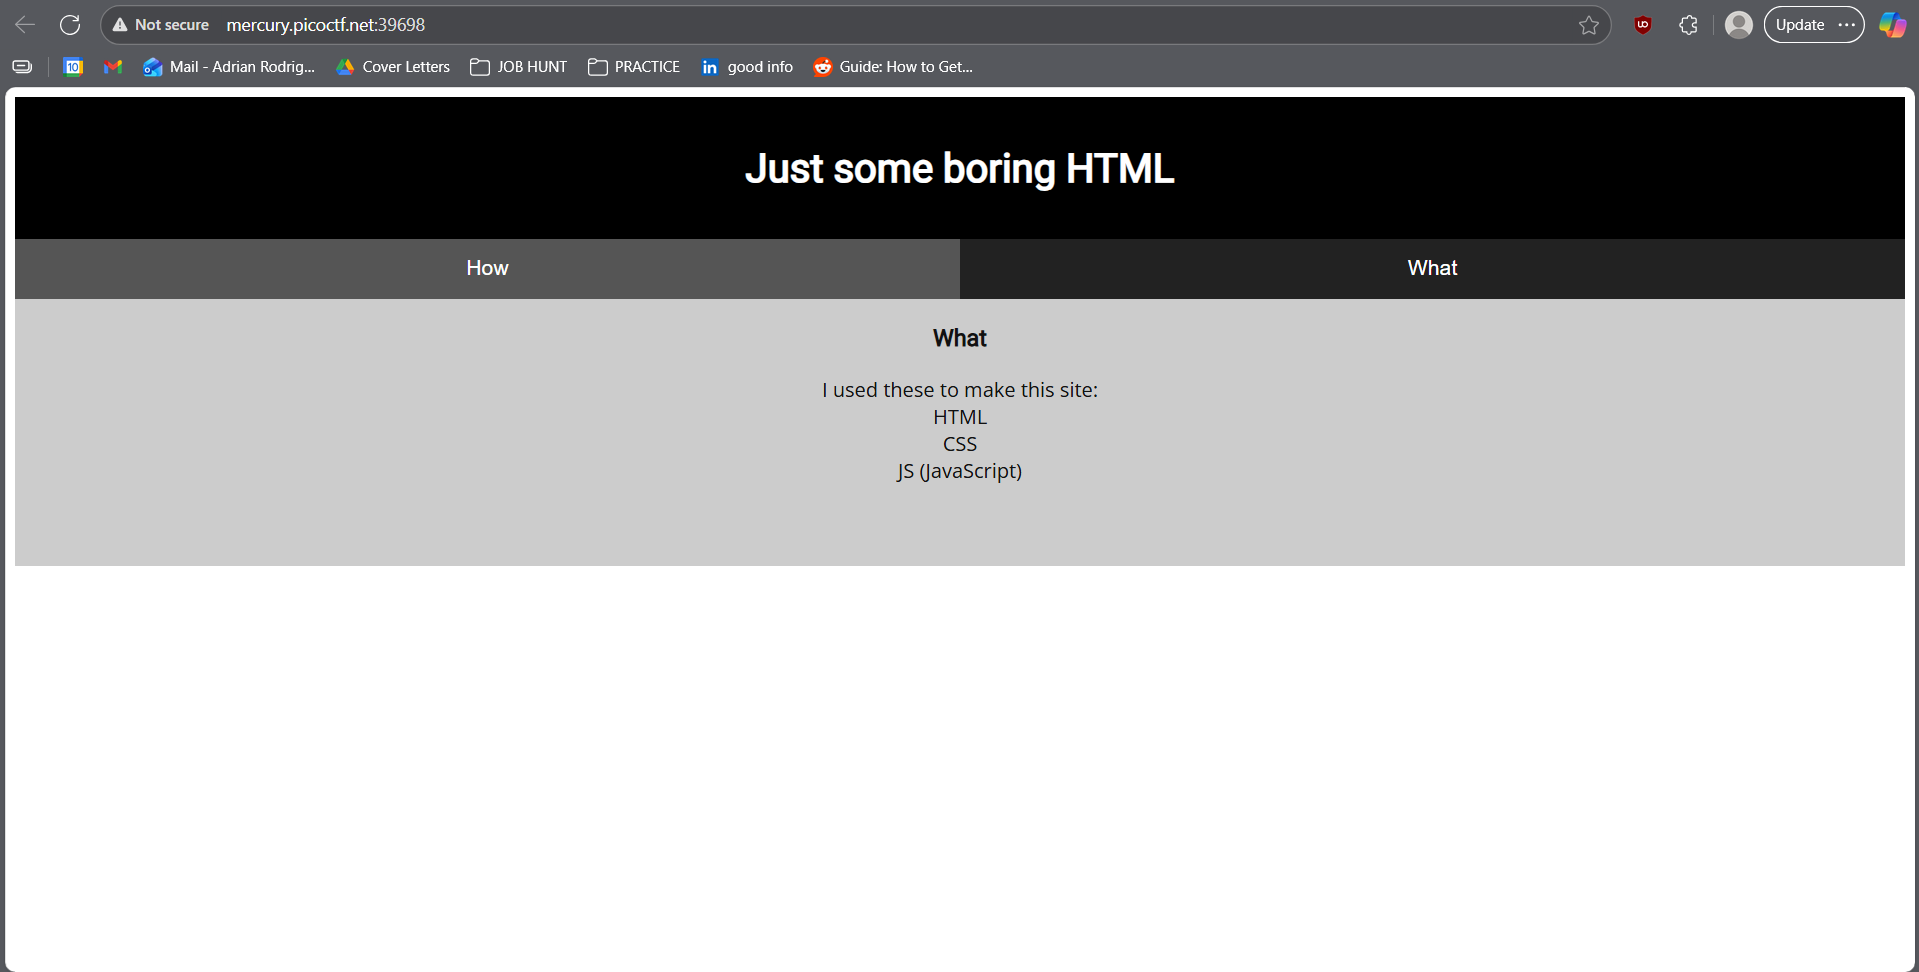 Not secure mercury.picoctf.net:39698 Update
10 Mail - Adrian Rodrig... Cover Letters JOB HUNT PRACTICE in good info Guide: How to Get...
Just some boring HTML
How What
What
I used these to make this site:
HTML
CSS
JS (JavaScript)